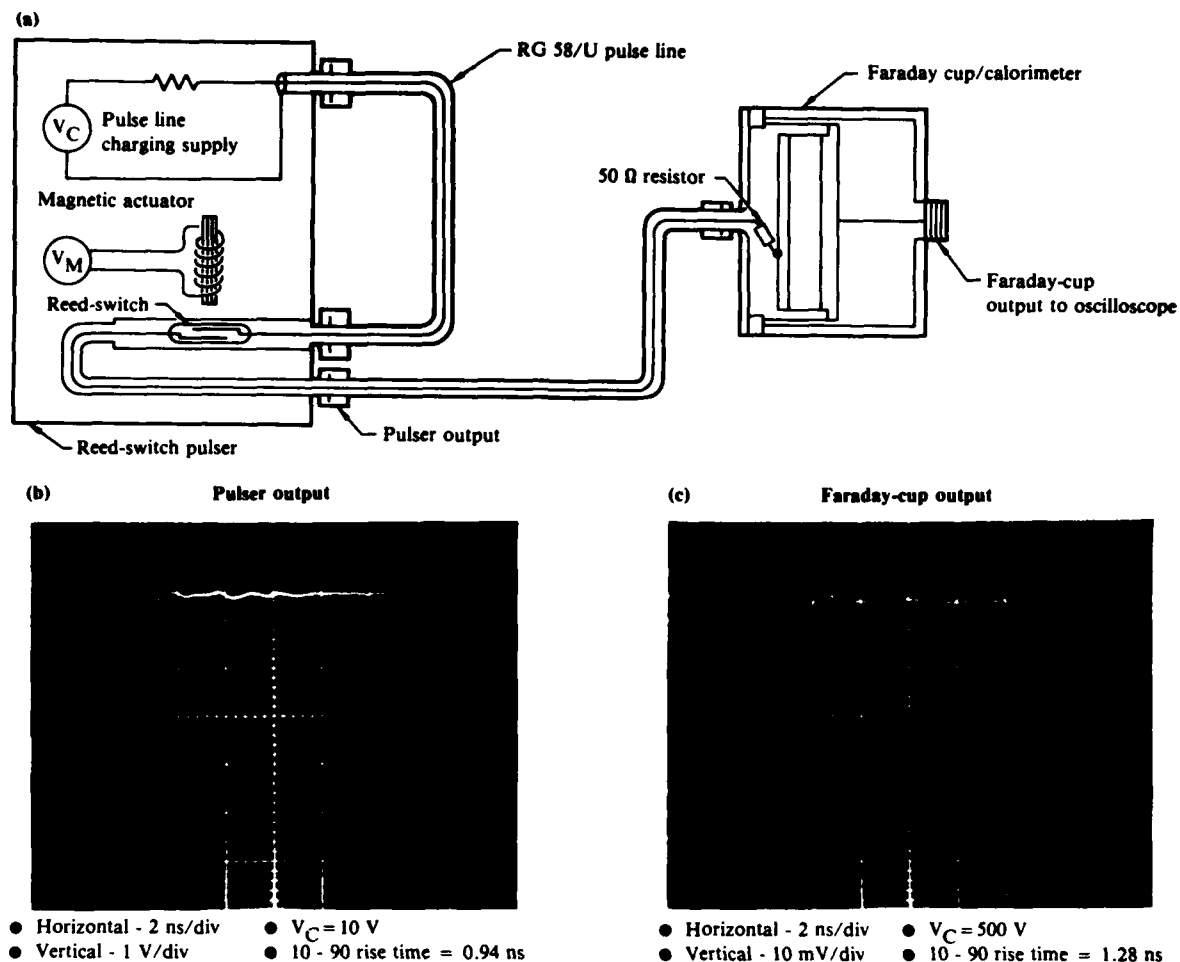 (a)
RG 58/U pulse line
Faraday cup/calorimeter
V_C
Pulse line
charging supply
50 Ω resistor
Magnetic actuator
V_M
Reed-switch
Faraday-cup
output to oscilloscope
Pulser output
Reed-switch pulser
(b)
Pulser output
(c)
Faraday-cup output
● Horizontal - 2 ns/div
● V_C = 10 V
● Vertical - 1 V/div
● 10 - 90 rise time = 0.94 ns
● Horizontal - 2 ns/div
● V_C = 500 V
● Vertical - 10 mV/div
● 10 - 90 rise time = 1.28 ns